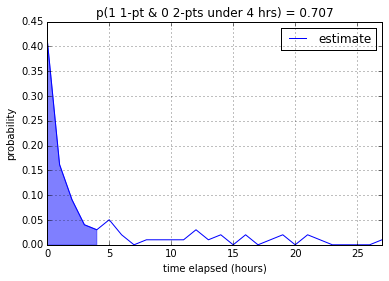 p(1 1-pt & 0 2-pts under 4 hrs) = 0.707
estimate
0.45
0.40
0.35
0.30
0.25
0.20
0.15
0.10
0.05
0.00
probability
0 5 10 15 20 25
time elapsed (hours)